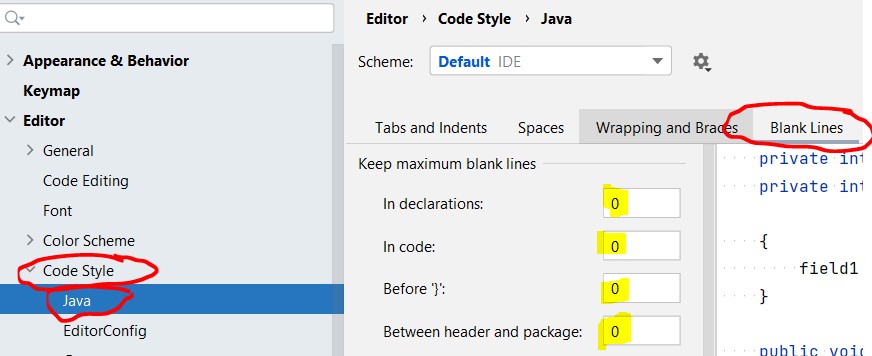 Appearance & Behavior
Keymap
Editor
General
Code Editing
Font
Color Scheme
Code Style
Java
EditorConfig
Editor › Code Style › Java
Scheme: Default IDE
Tabs and Indents Spaces Wrapping and Braces Blank Lines
Keep maximum blank lines
In declarations: 0
In code: 0
Before '}': 0
Between header and package: 0
private int
private int
{
field1
}
public void